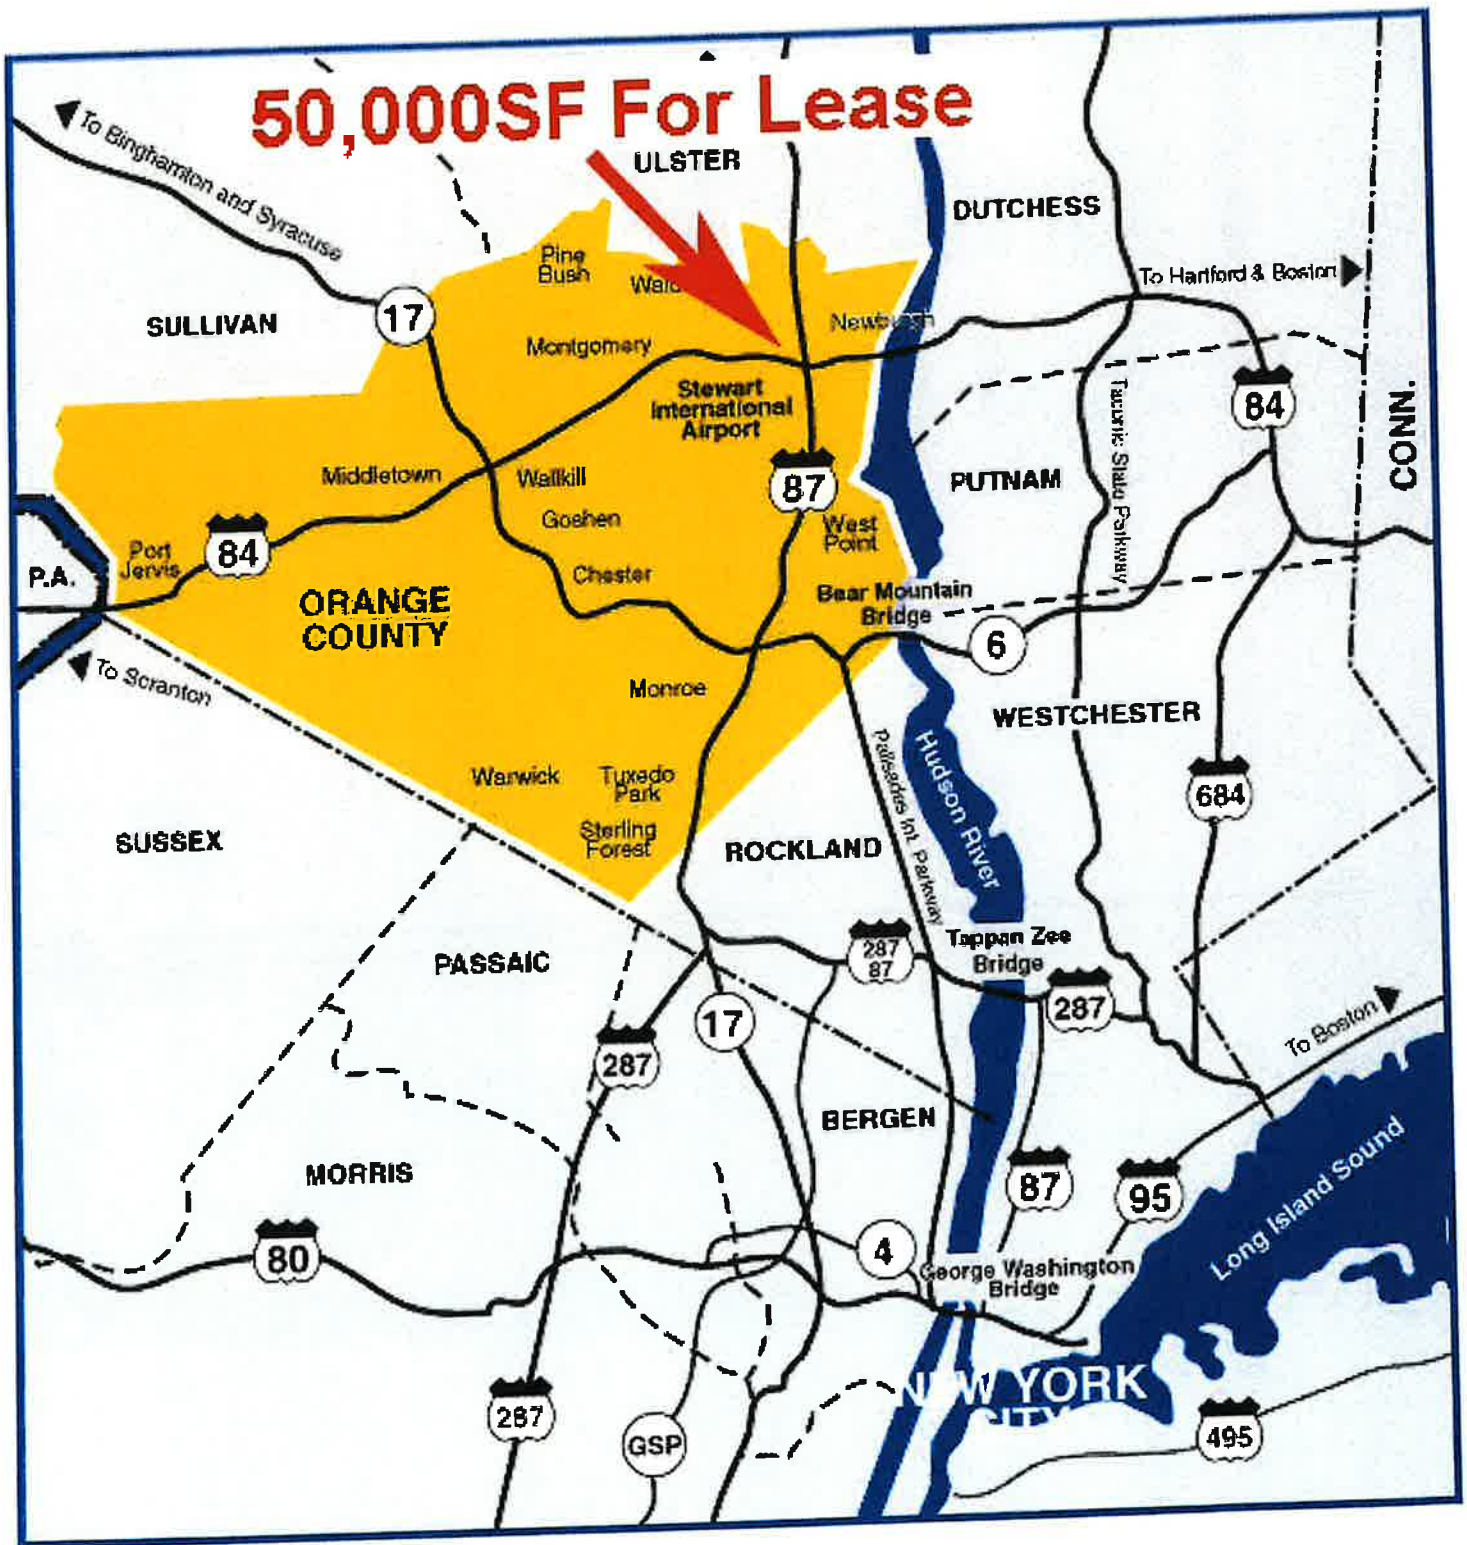 50,000SF For Lease
To Binghamton and Syracuse
ULSTER
DUTCHESS
To Hartford & Boston
Pine
Bush
SULLIVAN
17
Newburgh
Montgomery
Stewart
International
Airport
84
CONN.
Taconic State Parkway
Middletown
Wallkill
87
PUTNAM
Goshen
West
Point
84
Port
Jervis
P.A.
Chester
Bear Mountain
Bridge
ORANGE
COUNTY
6
To Scranton
Monroe
WESTCHESTER
Palisades Int. Parkway
Hudson River
Warwick
Tuxedo
Park
684
Sterling
Forest
SUSSEX
ROCKLAND
287
87
Tappan Zee
Bridge
PASSAIC
287
17
To Boston
287
BERGEN
MORRIS
87
95
Long Island Sound
80
4
George Washington
Bridge
NEW YORK
CITY
287
GSP
495